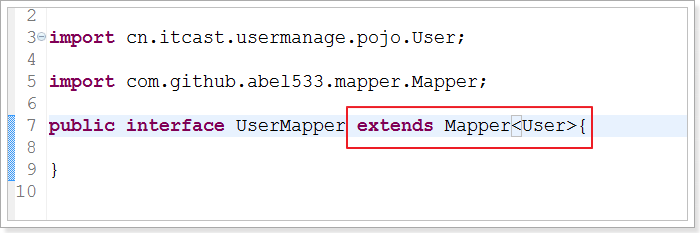 2
3 import cn.itcast.usermanage.pojo.User;
4
5 import com.github.abel533.mapper.Mapper;
6
7 public interface UserMapper extends Mapper<User>{
8
9 }
10